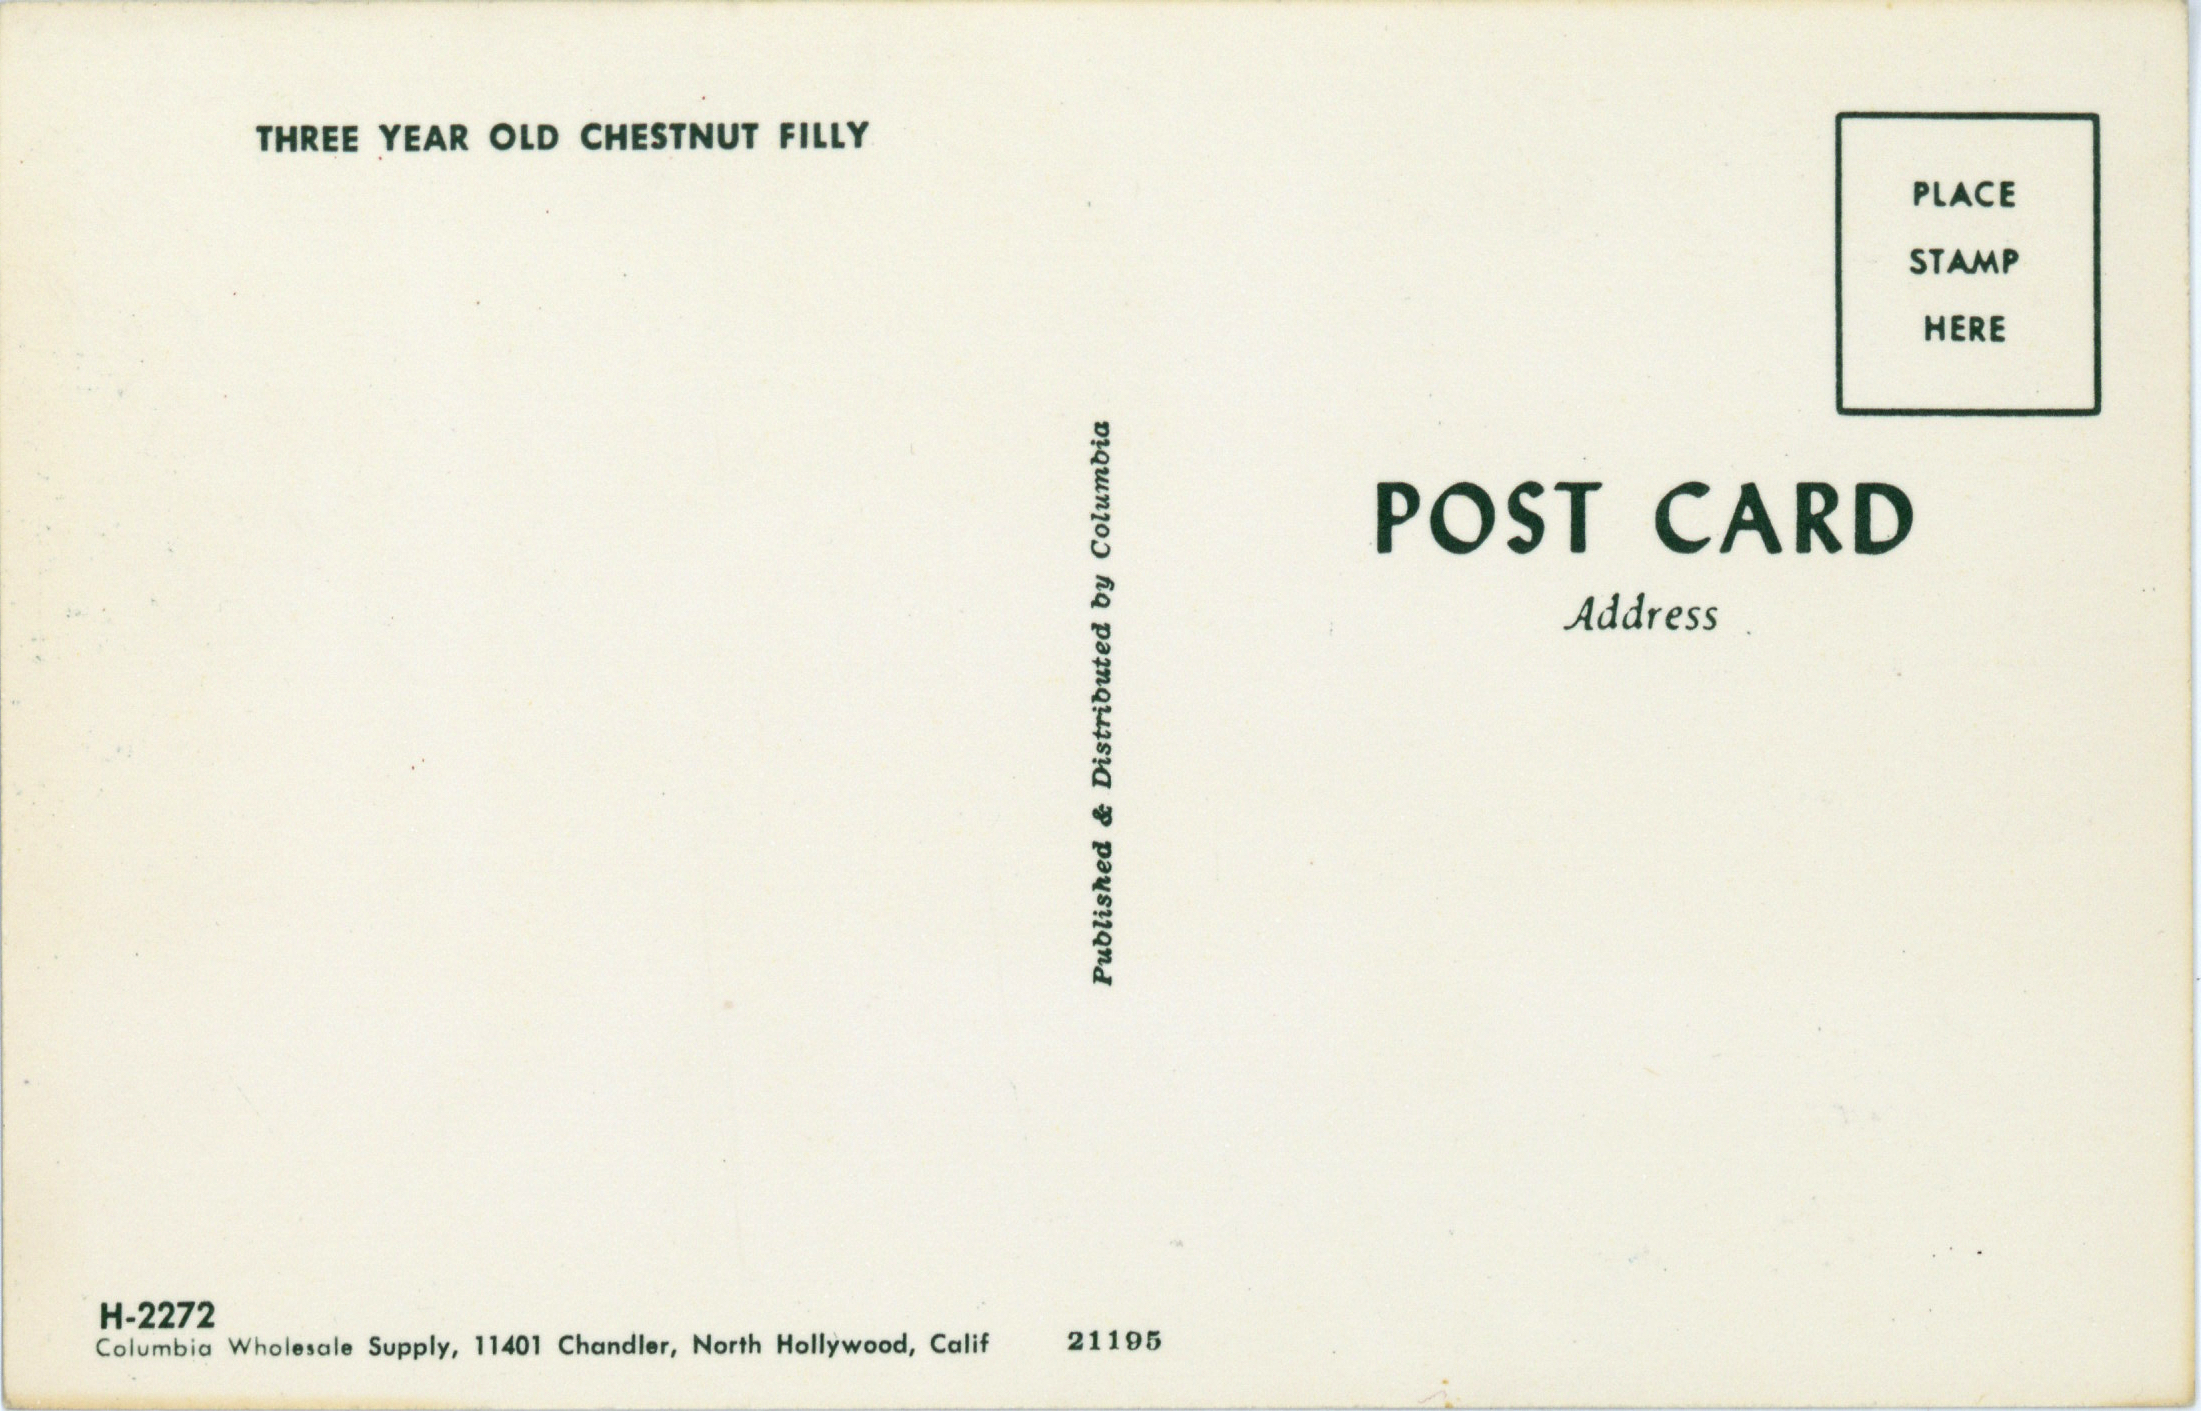 THREE YEAR OLD CHESTNUT FILLY
PLACE
STAMP
HERE
POST CARD
Address
Published & Distributed by Columbia
H-2272
Columbia Wholesale Supply, 11401 Chandler, North Hollywood, Calif
21195